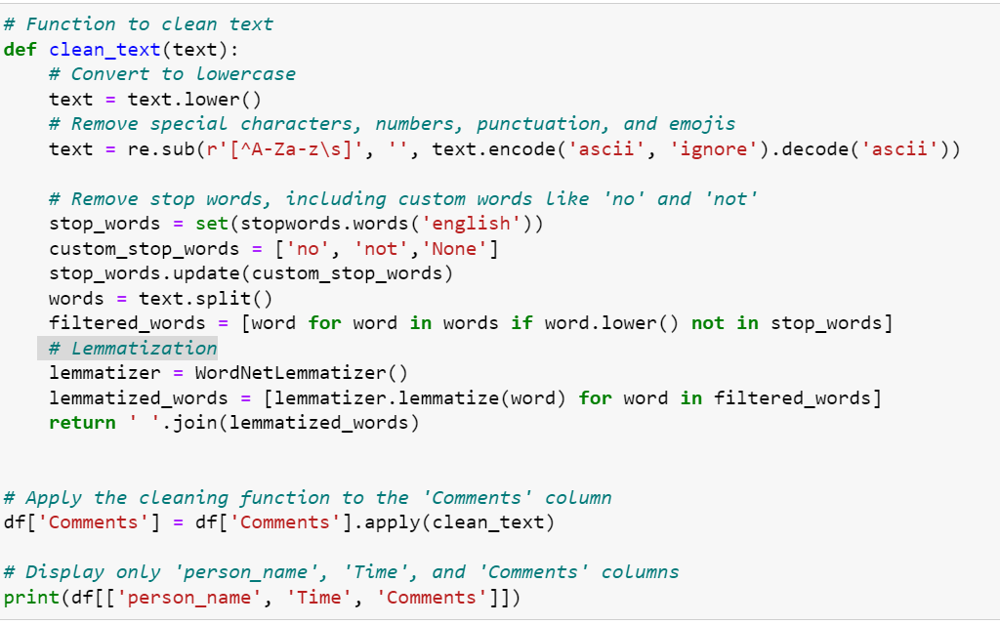 # Function to clean text
def clean_text(text):
    # Convert to lowercase
    text = text.lower()
    # Remove special characters, numbers, punctuation, and emojis
    text = re.sub(r'[^A-Za-z\s]', '', text.encode('ascii', 'ignore').decode('ascii'))

    # Remove stop words, including custom words like 'no' and 'not'
    stop_words = set(stopwords.words('english'))
    custom_stop_words = ['no', 'not','None']
    stop_words.update(custom_stop_words)
    words = text.split()
    filtered_words = [word for word in words if word.lower() not in stop_words]
    # Lemmatization
    lemmatizer = WordNetLemmatizer()
    lemmatized_words = [lemmatizer.lemmatize(word) for word in filtered_words]
    return ' '.join(lemmatized_words)


# Apply the cleaning function to the 'Comments' column
df['Comments'] = df['Comments'].apply(clean_text)

# Display only 'person_name', 'Time', and 'Comments' columns
print(df[['person_name', 'Time', 'Comments']])